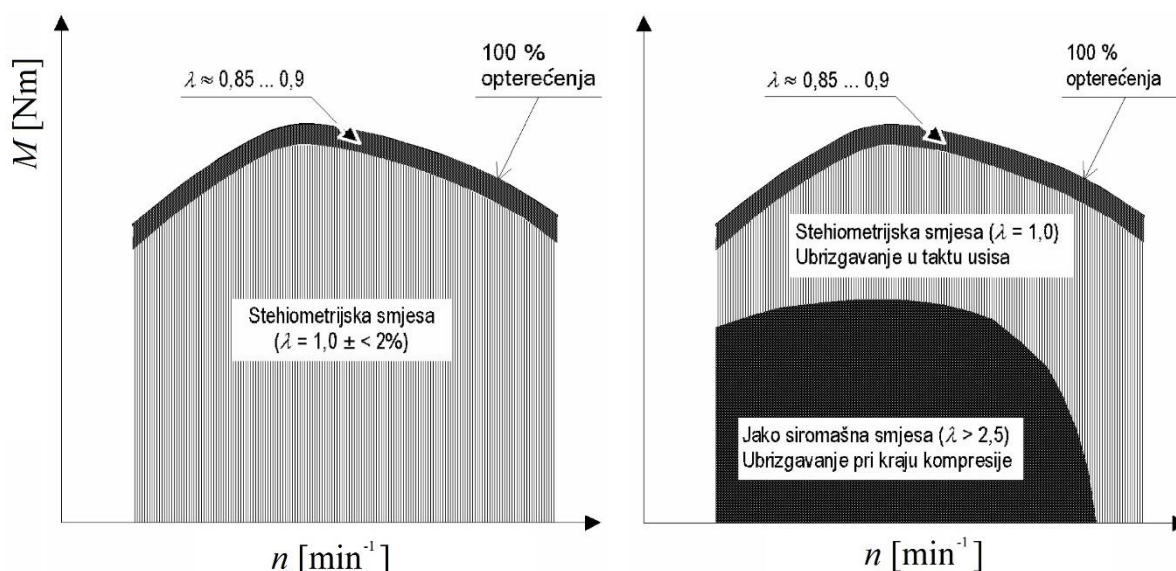 M [Nm]
λ ≈ 0,85 ... 0,9
100 %
opterećenja
Stehiometrijska smjesa
(λ = 1,0 ± < 2%)
n [min⁻¹]
λ ≈ 0,85 ... 0,9
100 %
opterećenja
Stehiometrijska smjesa (λ = 1,0)
Ubrizgavanje u taktu usisa
Jako siromašna smjesa (λ > 2,5)
Ubrizgavanje pri kraju kompresije
n [min⁻¹]